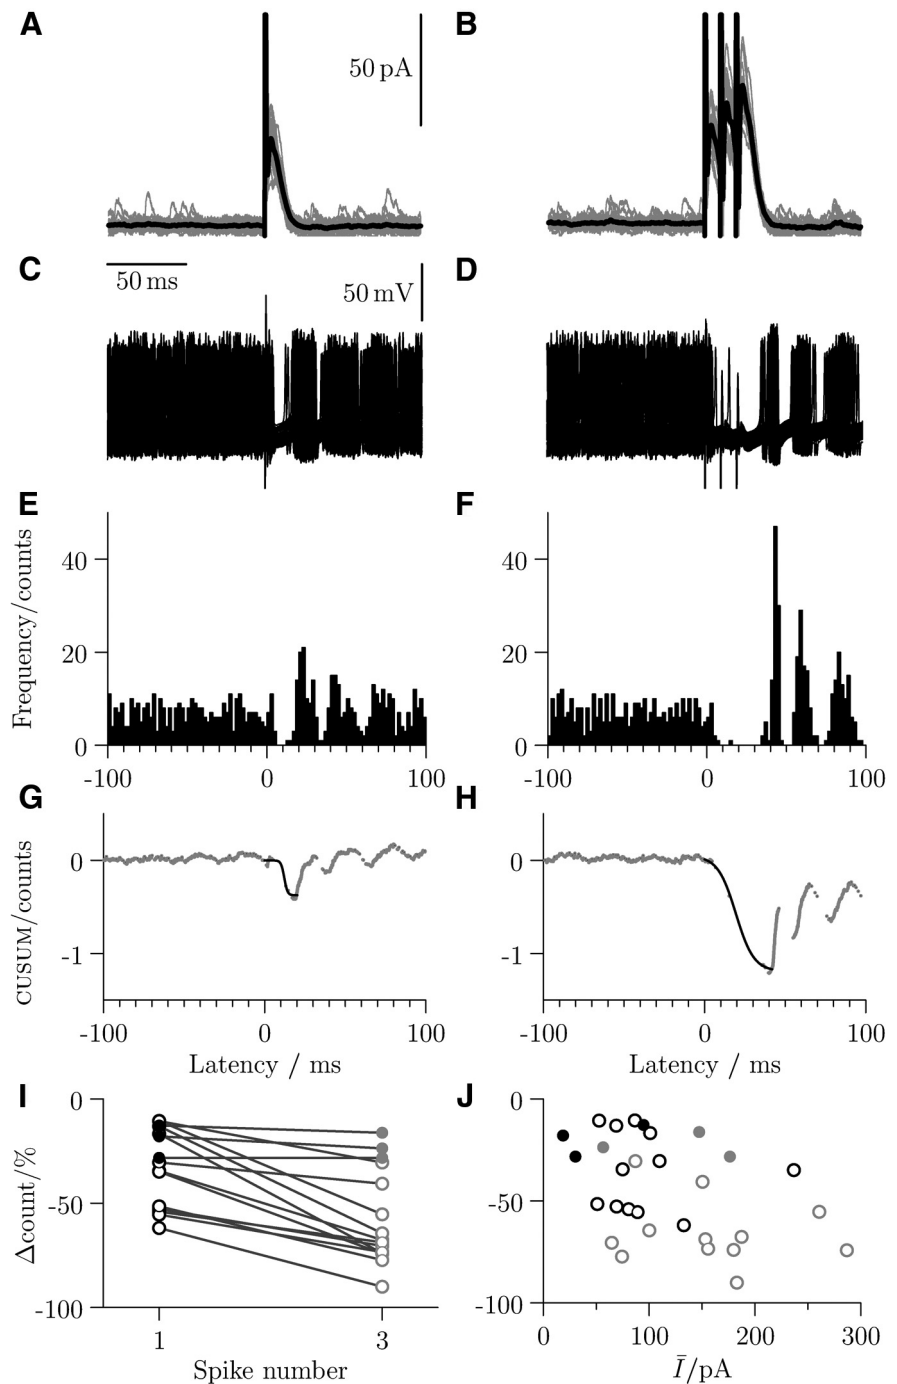 A
B
50 pA
C
D
50 ms
50 mV
E
F
Frequency/counts
40
20
0
-100
0
100
40
20
0
-100
0
100
G
H
CUSUM/counts
0
-1
-100
0
100
Latency / ms
0
-1
-100
0
100
Latency / ms
I
J
Δcount/%
0
-50
-100
1
3
Spike number
0
-50
-100
0
100
200
300
Ī/pA